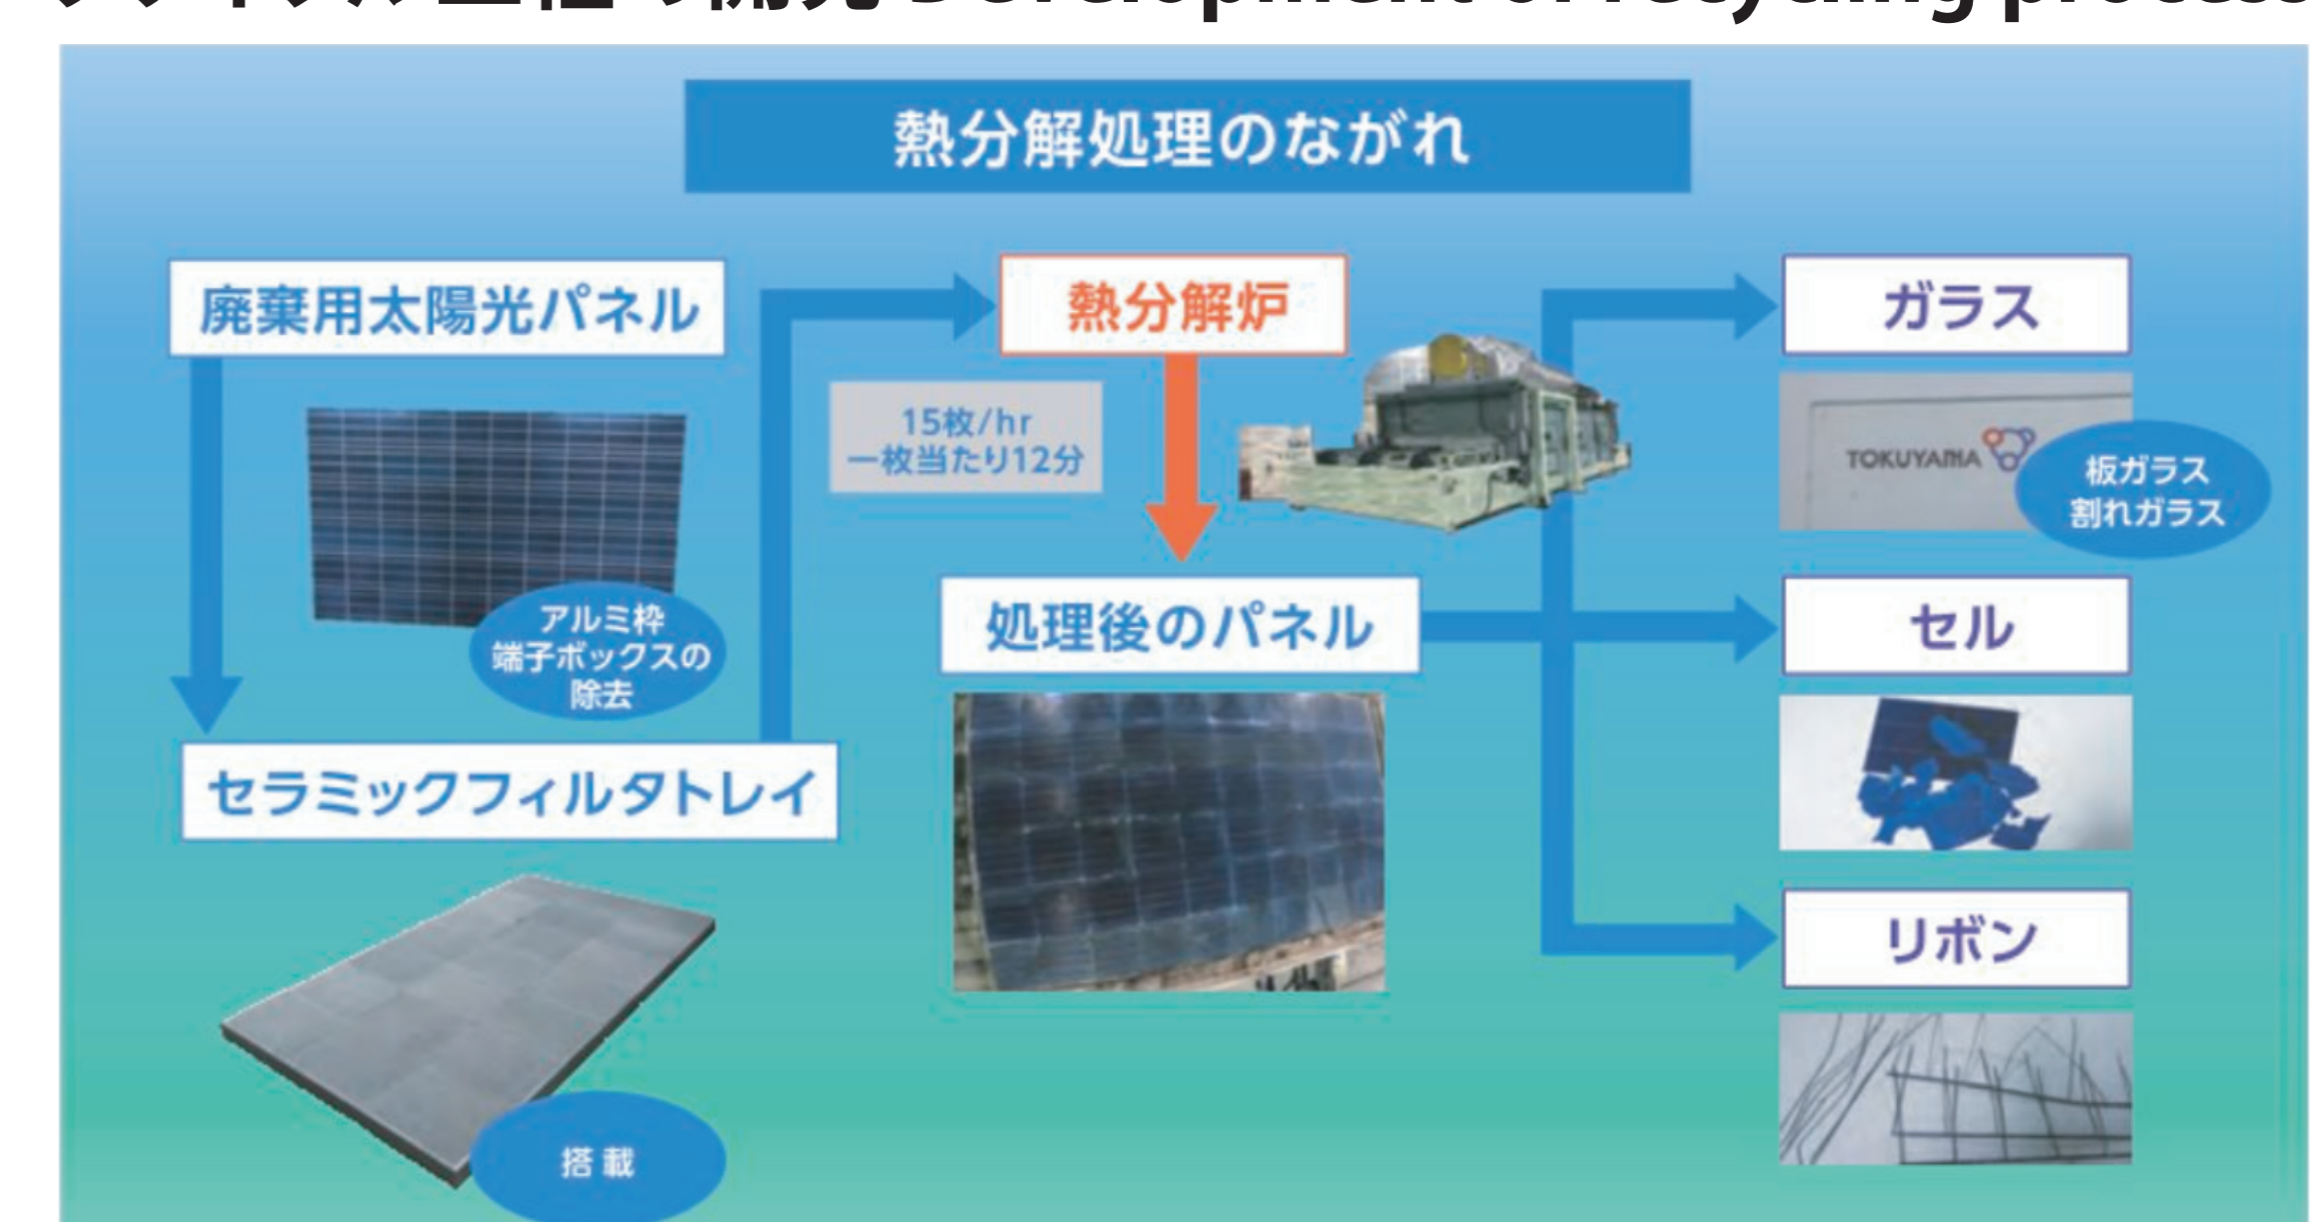 熱分解処理のながれ
廃棄用太陽光パネル
アルミ枠
端子ボックスの
除去
セラミックフィルタトレイ
搭載
熱分解炉
15枚/hr
一枚当たり12分
処理後のパネル
ガラス
TOKUYAMA
板ガラス
割れガラス
セル
リボン